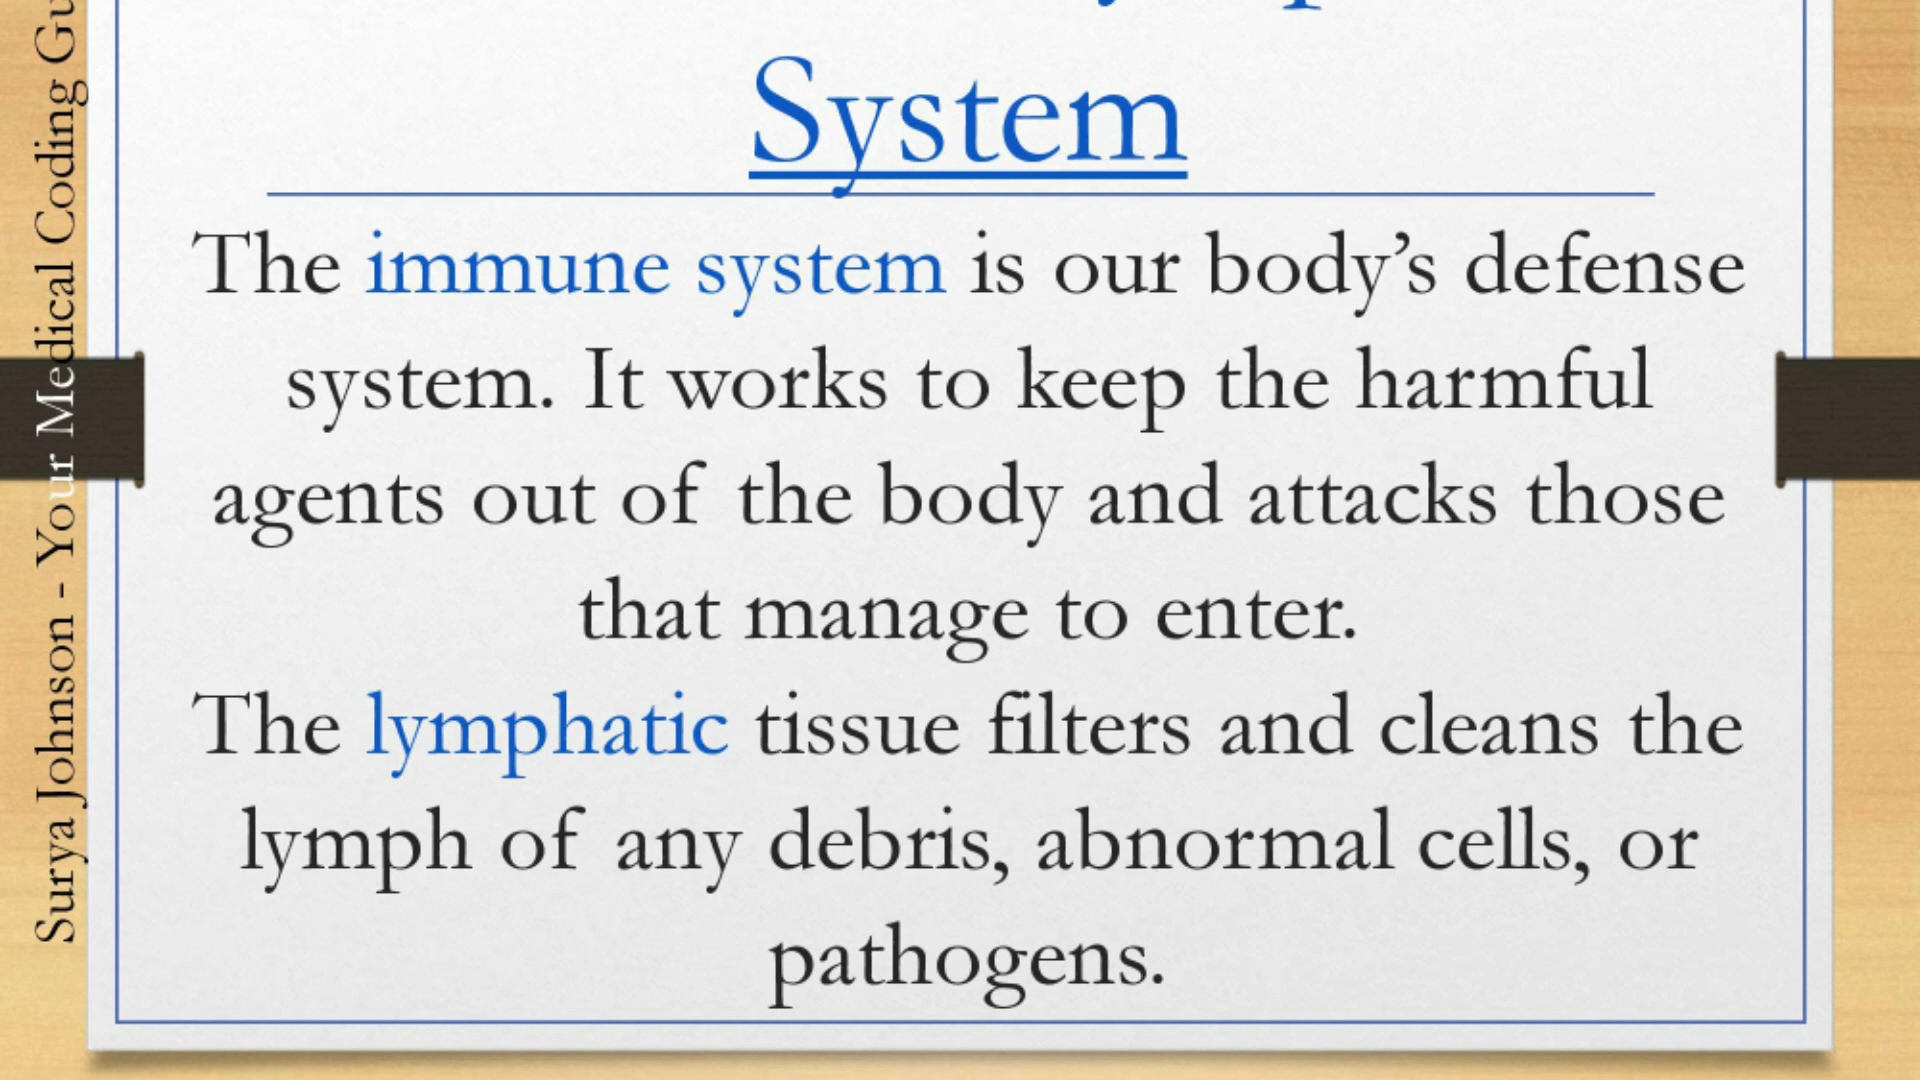 System
The immune system is our body’s defense
system. It works to keep the harmful
agents out of the body and attacks those
that manage to enter.
The lymphatic tissue filters and cleans the
lymph of any debris, abnormal cells, or
pathogens.
Surya Johnson - Your Medical Coding